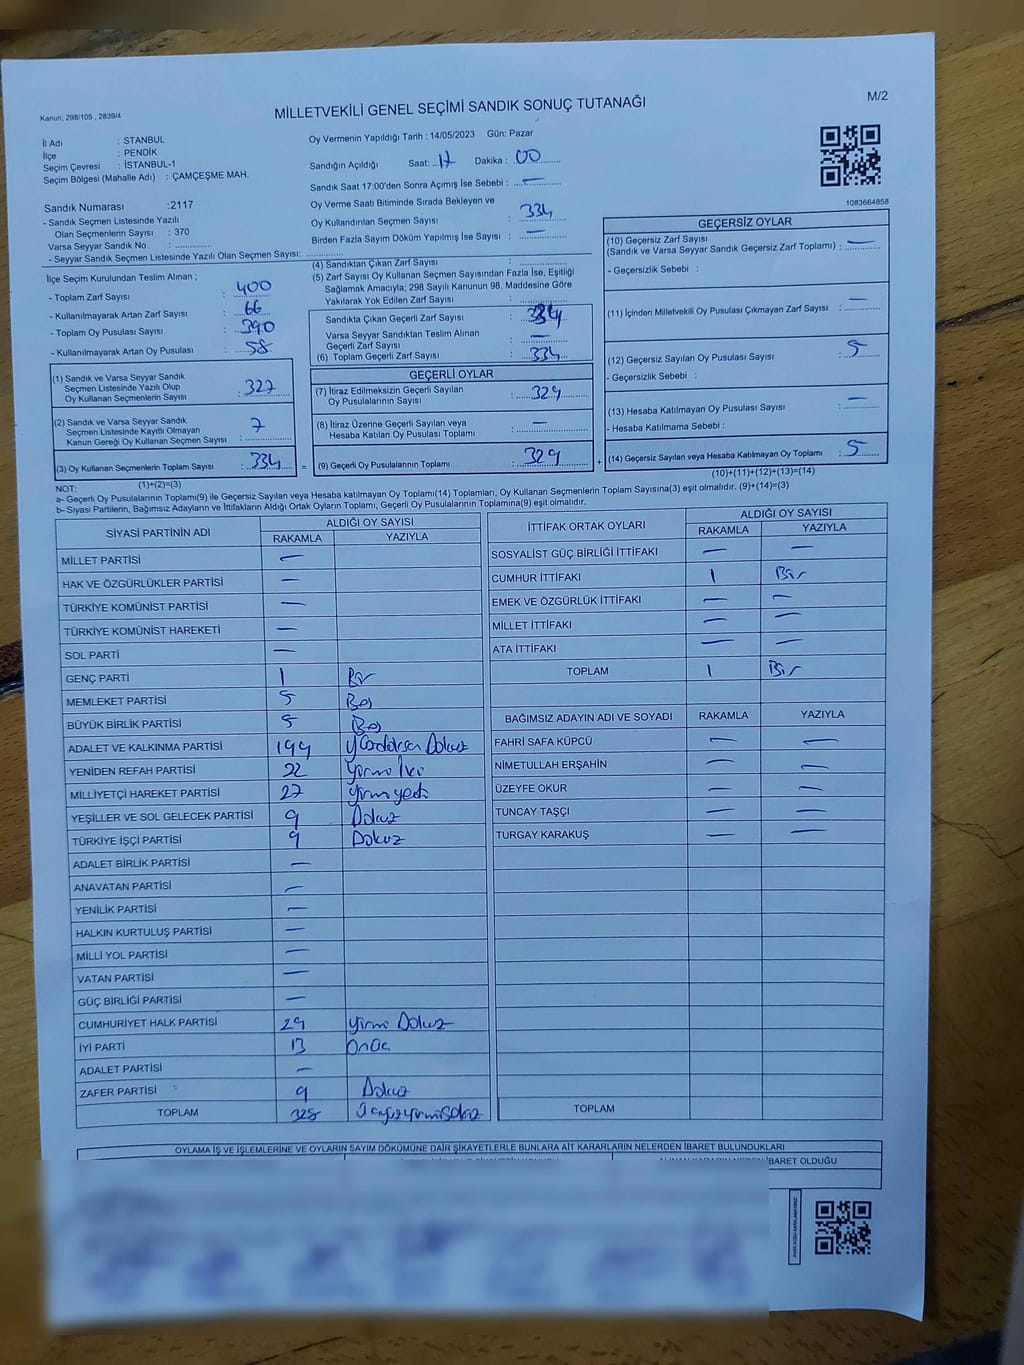 Kanun, 298/105 , 2839/4
MİLLETVEKİLİ GENEL SEÇİMİ SANDIK SONUÇ TUTANAĞI
M/2
İl Adı : STANBUL
İlçe : PENDİK
Seçim Çevresi : İSTANBUL-1
Seçim Bölgesi (Mahalle Adı) : ÇAMÇEŞME MAH.
Sandık Numarası :2117
- Sandık Seçmen Listesinde Yazılı
Olan Seçmenlerin Sayısı : 370
Varsa Seyyar Sandık No : ..............
- Seyyar Sandık Seçmen Listesinde Yazılı Olan Seçmen Sayısı: ..............
Oy Vermenin Yapıldığı Tarih : 14/05/2023 Gün: Pazar
Sandığın Açıldığı Saat: 17 Dakika : 00
Sandık Saat 17:00'den Sonra Açılmış İse Sebebi : —
Oy Verme Saati Bitiminde Sırada Bekleyen ve
Oy Kullandırılan Seçmen Sayısı : 334
Birden Fazla Sayım Döküm Yapılmış İse Sayısı : —
1083664858
İlçe Seçim Kurulundan Teslim Alınan ;
- Toplam Zarf Sayısı : 400
- Kullanılmayarak Artan Zarf Sayısı : 66
- Toplam Oy Pusulası Sayısı : 390
- Kullanılmayarak Artan Oy Pusulası : 58
(1) Sandık ve Varsa Seyyar Sandık
Seçmen Listesinde Yazılı Olup
Oy Kullanan Seçmenlerin Sayısı : 327
(2) Sandık ve Varsa Seyyar Sandık
Seçmen Listesinde Kayıtlı Olmayan
Kanun Gereği Oy Kullanan Seçmen Sayısı : 7
(3) Oy Kullanan Seçmenlerin Toplam Sayısı : 334
(1)+(2)=(3)
(4) Sandıktan Çıkan Zarf Sayısı : ..............
(5) Zarf Sayısı Oy Kullanan Seçmen Sayısından Fazla İse, Eşitliği
Sağlamak Amacıyla; 298 Sayılı Kanunun 98. Maddesine Göre
Yakılarak Yok Edilen Zarf Sayısı : ..............
Sandıkta Çıkan Geçerli Zarf Sayısı : 334
Varsa Seyyar Sandıktan Teslim Alınan
Geçerli Zarf Sayısı : —
(6) Toplam Geçerli Zarf Sayısı : 334
GEÇERLİ OYLAR
(7) İtiraz Edilmeksizin Geçerli Sayılan
Oy Pusulalarının Sayısı : 329
(8) İtiraz Üzerine Geçerli Sayılan veya
Hesaba Katılan Oy Pusulası Toplamı : —
= (9) Geçerli Oy Pusulalarının Toplamı : 329
GEÇERSİZ OYLAR
(10) Geçersiz Zarf Sayısı
(Sandık ve Varsa Seyyar Sandık Geçersiz Zarf Toplamı) : —
- Geçersizlik Sebebi :
(11) İçinden Milletvekili Oy Pusulası Çıkmayan Zarf Sayısı : —
(12) Geçersiz Sayılan Oy Pusulası Sayısı : 5
- Geçersizlik Sebebi :
(13) Hesaba Katılmayan Oy Pusulası Sayısı : —
- Hesaba Katılmama Sebebi :
+ (14) Geçersiz Sayılan veya Hesaba Katılmayan Oy Toplamı : 5
(10)+(11)+(12)+(13)=(14)
NOT:
a- Geçerli Oy Pusulalarının Toplamı(9) ile Geçersiz Sayılan veya Hesaba katılmayan Oy Toplamı(14) Toplamları, Oy Kullanan Seçmenlerin Toplam Sayısına(3) eşit olmalıdır. (9)+(14)=(3)
b- Siyasi Partilerin, Bağımsız Adayların ve İttifakların Aldığı Ortak Oyların Toplamı, Geçerli Oy Pusulalarının Toplamına(9) eşit olmalıdır.
SİYASİ PARTİNİN ADI ALDIĞI OY SAYISI
RAKAMLA YAZIYLA
MİLLET PARTİSİ —
HAK VE ÖZGÜRLÜKLER PARTİSİ —
TÜRKİYE KOMÜNİST PARTİSİ —
TÜRKİYE KOMÜNİST HAREKETİ —
SOL PARTİ —
GENÇ PARTİ 1 Bir
MEMLEKET PARTİSİ 5 Beş
BÜYÜK BİRLİK PARTİSİ 5 Beş
ADALET VE KALKINMA PARTİSİ 199 Yüzdoksan Dokuz
YENİDEN REFAH PARTİSİ 22 Yirmi İki
MİLLİYETÇİ HAREKET PARTİSİ 27 Yirmiyedi
YEŞİLLER VE SOL GELECEK PARTİSİ 9 Dokuz
TÜRKİYE İŞÇİ PARTİSİ 9 Dokuz
ADALET BİRLİK PARTİSİ —
ANAVATAN PARTİSİ —
YENİLİK PARTİSİ —
HALKIN KURTULUŞ PARTİSİ —
MİLLİ YOL PARTİSİ —
VATAN PARTİSİ —
GÜÇ BİRLİĞİ PARTİSİ —
CUMHURİYET HALK PARTİSİ 29 Yirmi Dokuz
İYİ PARTİ 13 Onüç
ADALET PARTİSİ —
ZAFER PARTİSİ 9 Dokuz
TOPLAM 328 Üçyüzyirmisekiz
İTTİFAK ORTAK OYLARI ALDIĞI OY SAYISI
RAKAMLA YAZIYLA
SOSYALİST GÜÇ BİRLİĞİ İTTİFAKI — —
CUMHUR İTTİFAKI 1 Bir
EMEK VE ÖZGÜRLÜK İTTİFAKI — —
MİLLET İTTİFAKI — —
ATA İTTİFAKI — —
TOPLAM 1 Bir
BAĞIMSIZ ADAYIN ADI VE SOYADI RAKAMLA YAZIYLA
FAHRİ SAFA KÜPCÜ — —
NİMETULLAH ERŞAHİN — —
ÜZEYFE OKUR — —
TUNCAY TAŞÇI — —
TURGAY KARAKUŞ — —
TOPLAM
OYLAMA İŞ VE İŞLEMLERİNE VE OYLARIN SAYIM DÖKÜMÜNE DAİR ŞİKAYETLERLE BUNLARA AİT KARARLARIN NELERDEN İBARET BULUNDUKLARI
İBARET OLDUĞU